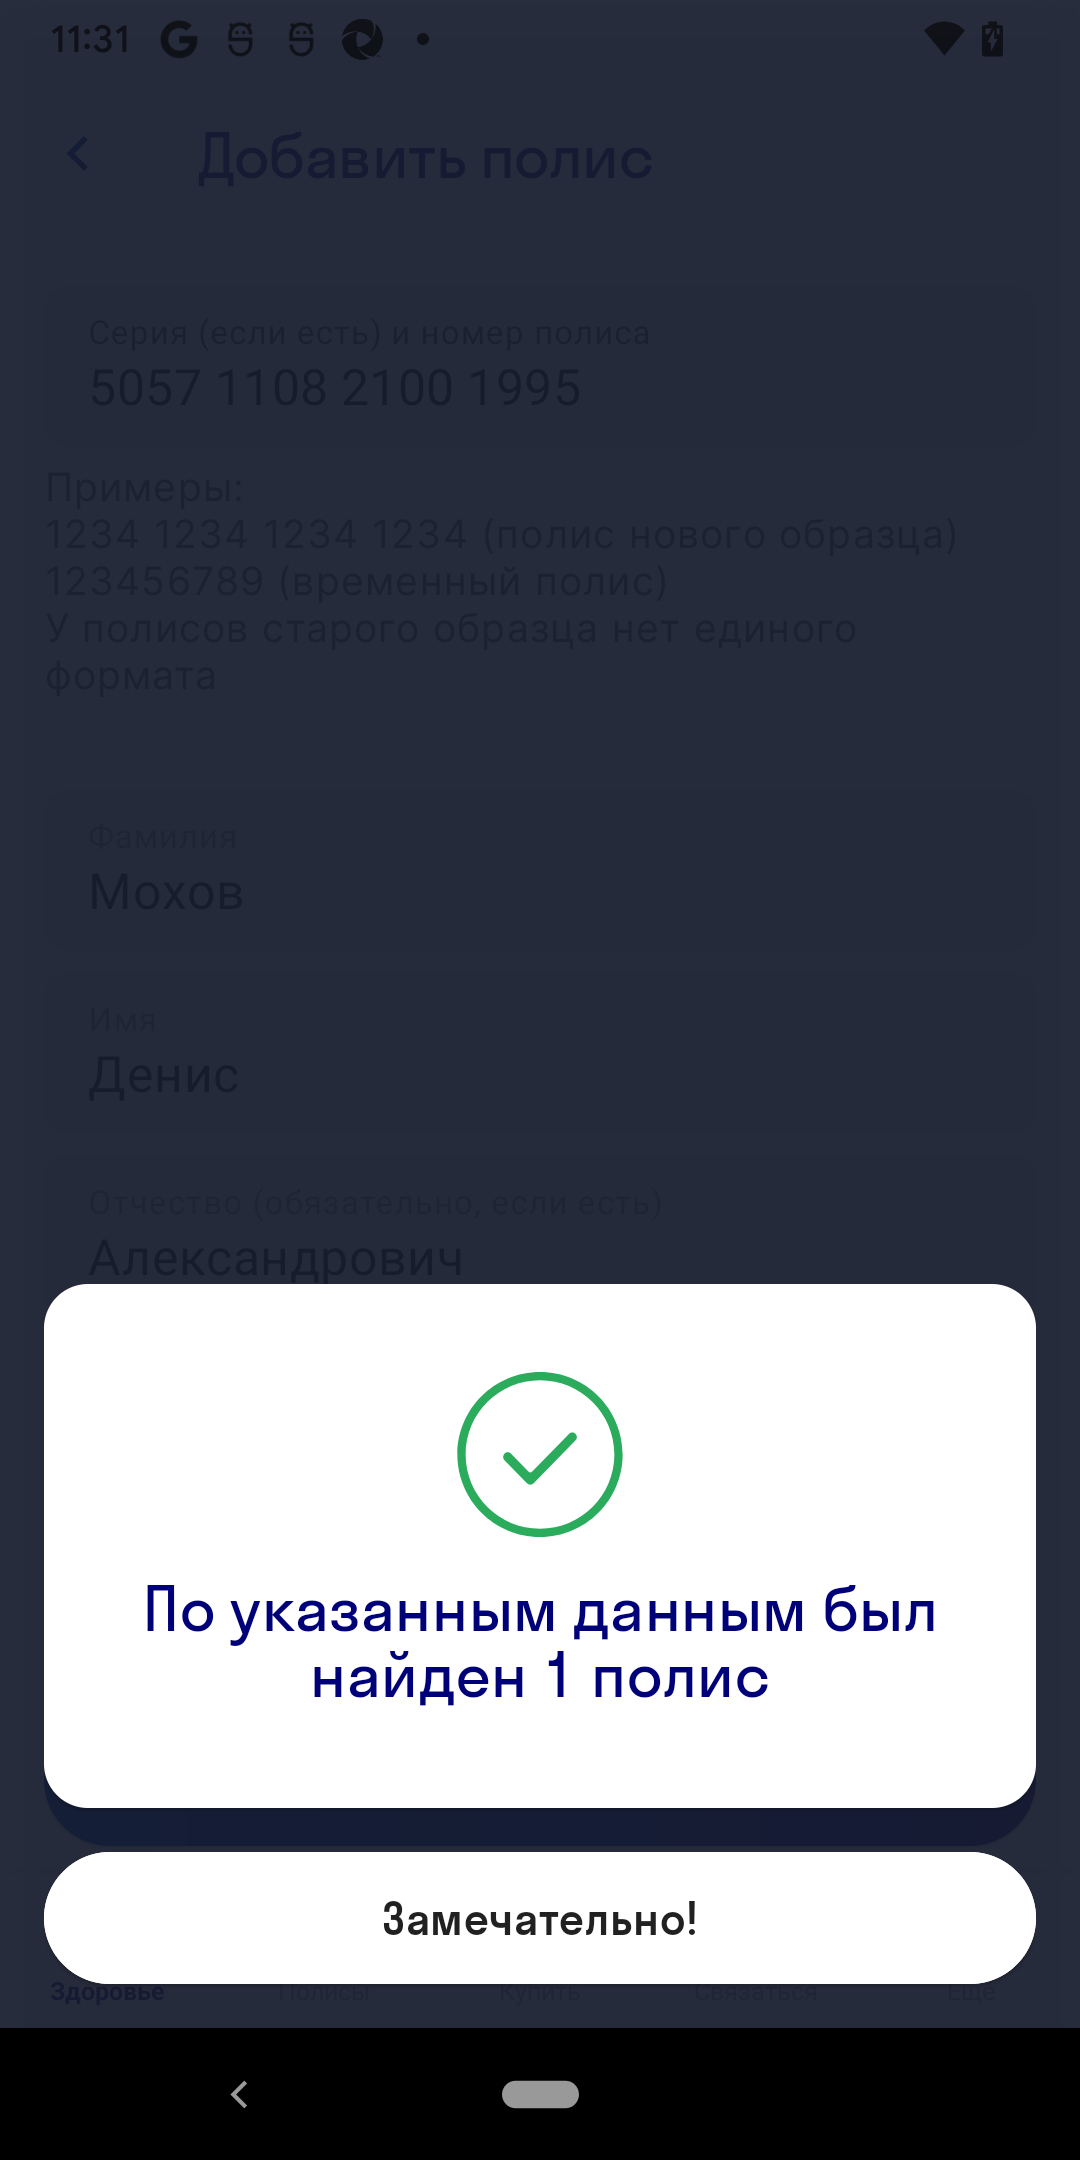 11:31
Добавить полис
Серия (если есть) и номер полиса
5057 1108 2100 1995
Примеры:
1234 1234 1234 1234 (полис нового образца)
123456789 (временный полис)
У полисов старого образца нет единого
формата
Фамилия
Мохов
Имя
Денис
Отчество (обязательно, если есть)
Александрович
По указанным данным был
найден 1 полис
Замечательно!
Здоровье Полисы Купить Связаться Ещё